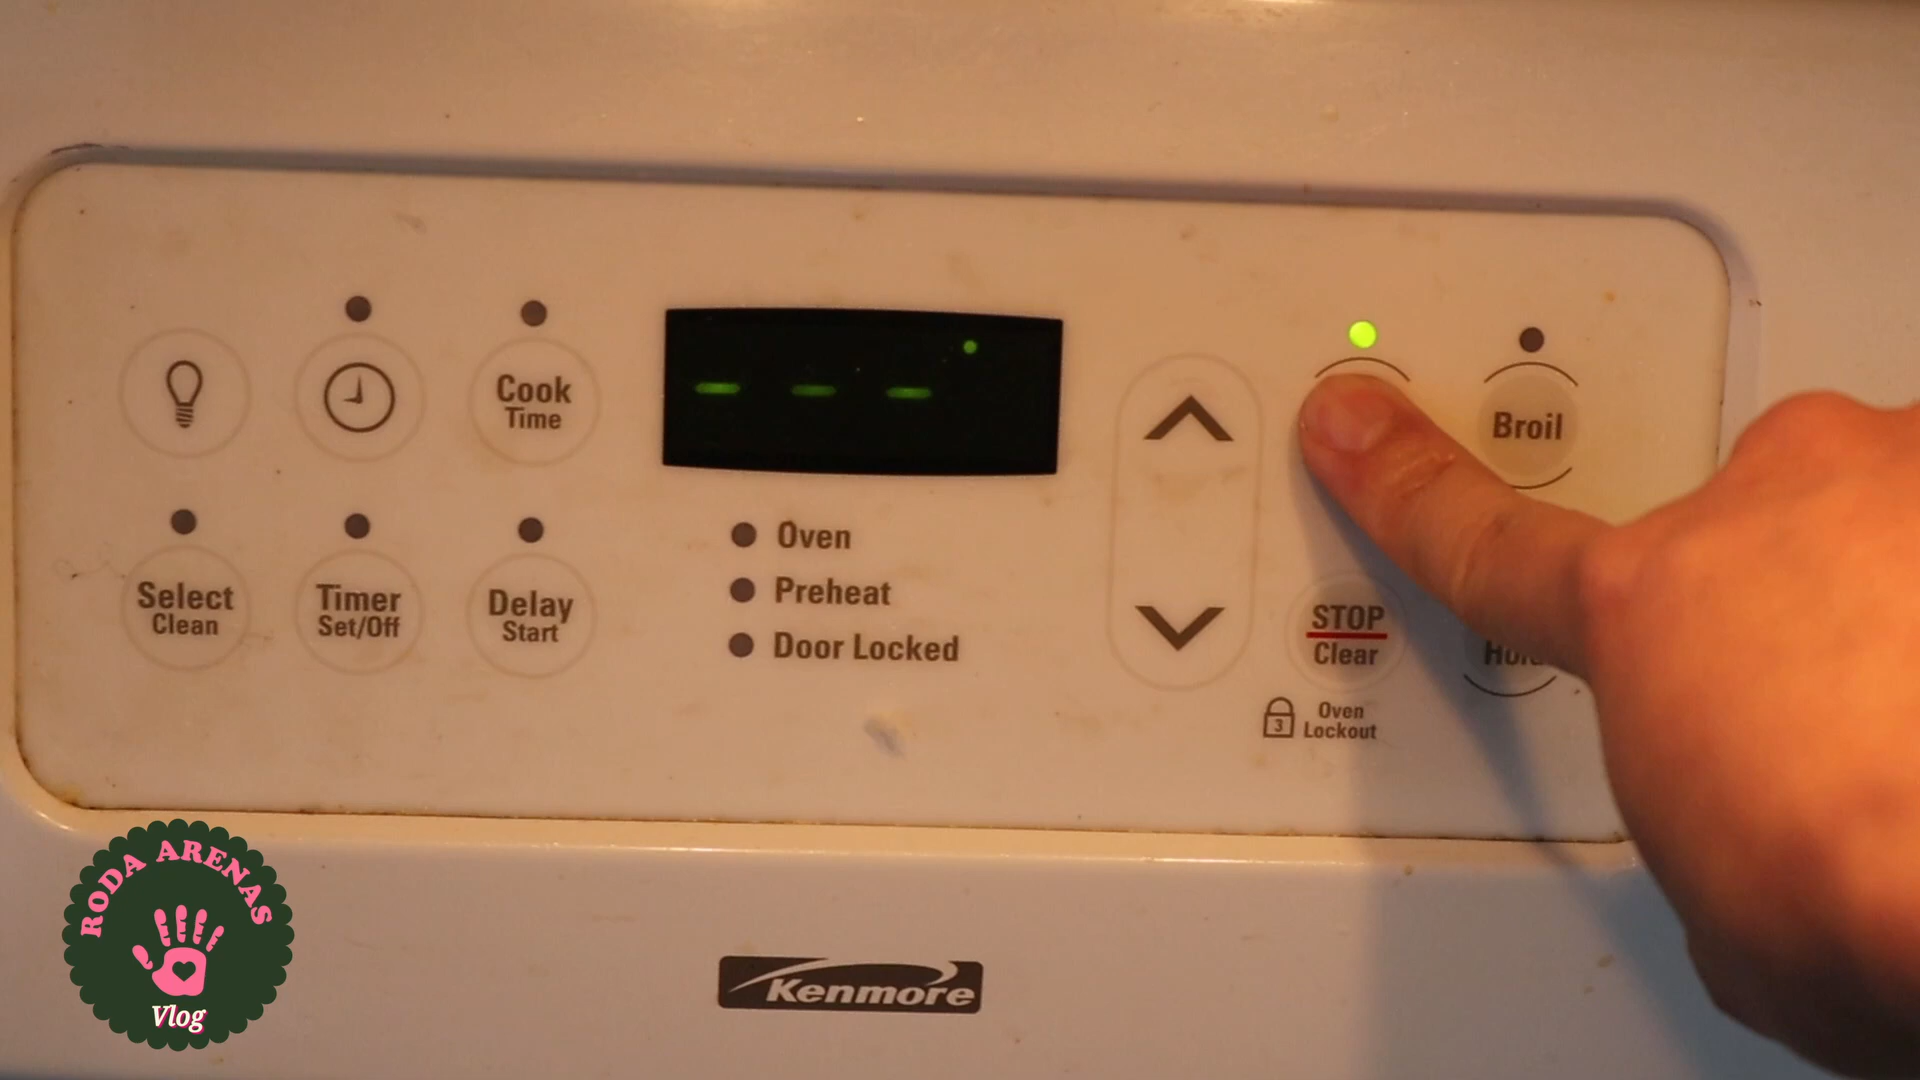 Cook
Time
Broil
Select
Clean
Timer
Set/Off
Delay
Start
- - - °
Oven
Preheat
Door Locked
STOP
Clear
3
Oven
Lockout
RODA ARENAS
Vlog
Kenmore